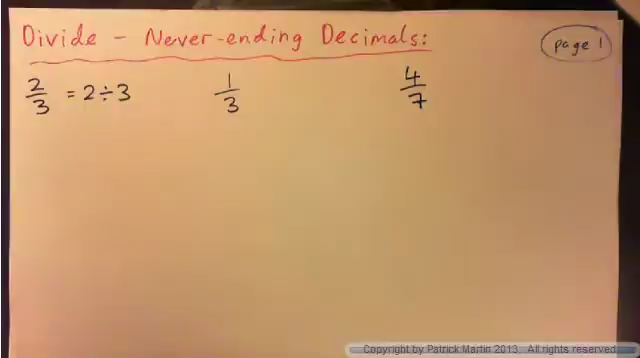 Divide - Never-ending Decimals:
page 1
2/3 = 2 ÷ 3
1/3
4/7
Copyright by Patrick Martin 2013. All rights reserved.